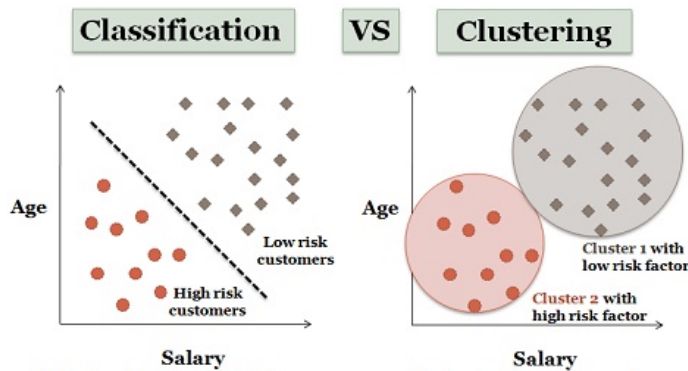 Classification
VS
Clustering
Age
Low risk
customers
High risk
customers
Salary
Age
Cluster 1 with
low risk factor
Cluster 2 with
high risk factor
Salary